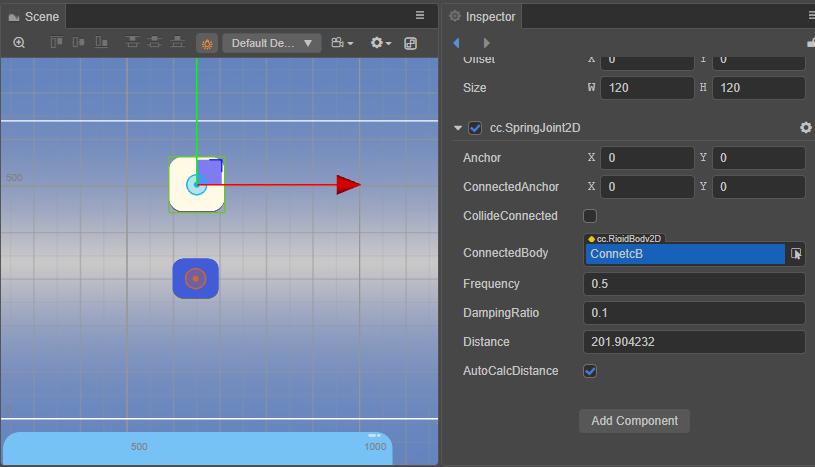 Scene
Inspector
Default De...
Offset X 0 Y 0
Size W 120 H 120
cc.SpringJoint2D
Anchor X 0 Y 0
ConnectedAnchor X 0 Y 0
CollideConnected
cc.RigidBody2D
ConnectedBody ConnetcB
Frequency 0.5
DampingRatio 0.1
Distance 201.904232
AutoCalcDistance
Add Component
500
500 1000